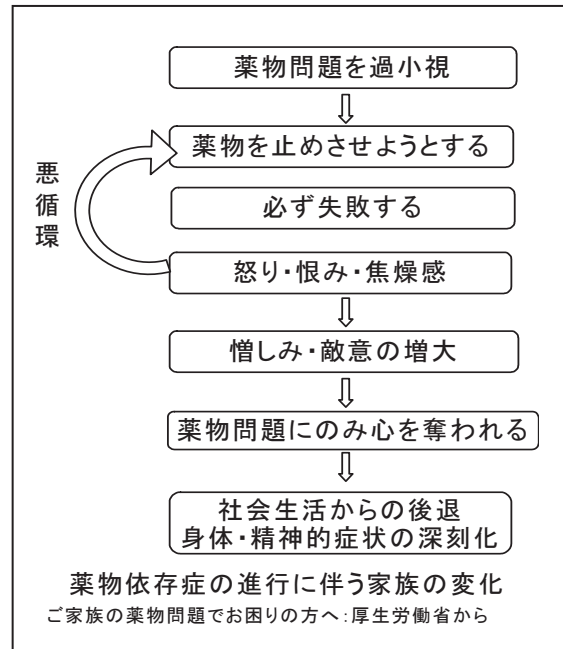 薬物問題を過小視
薬物を止めさせようとする
悪循環
必ず失敗する
怒り・恨み・焦燥感
憎しみ・敵意の増大
薬物問題にのみ心を奪われる
社会生活からの後退
身体・精神的症状の深刻化
薬物依存症の進行に伴う家族の変化
ご家族の薬物問題でお困りの方へ:厚生労働省から